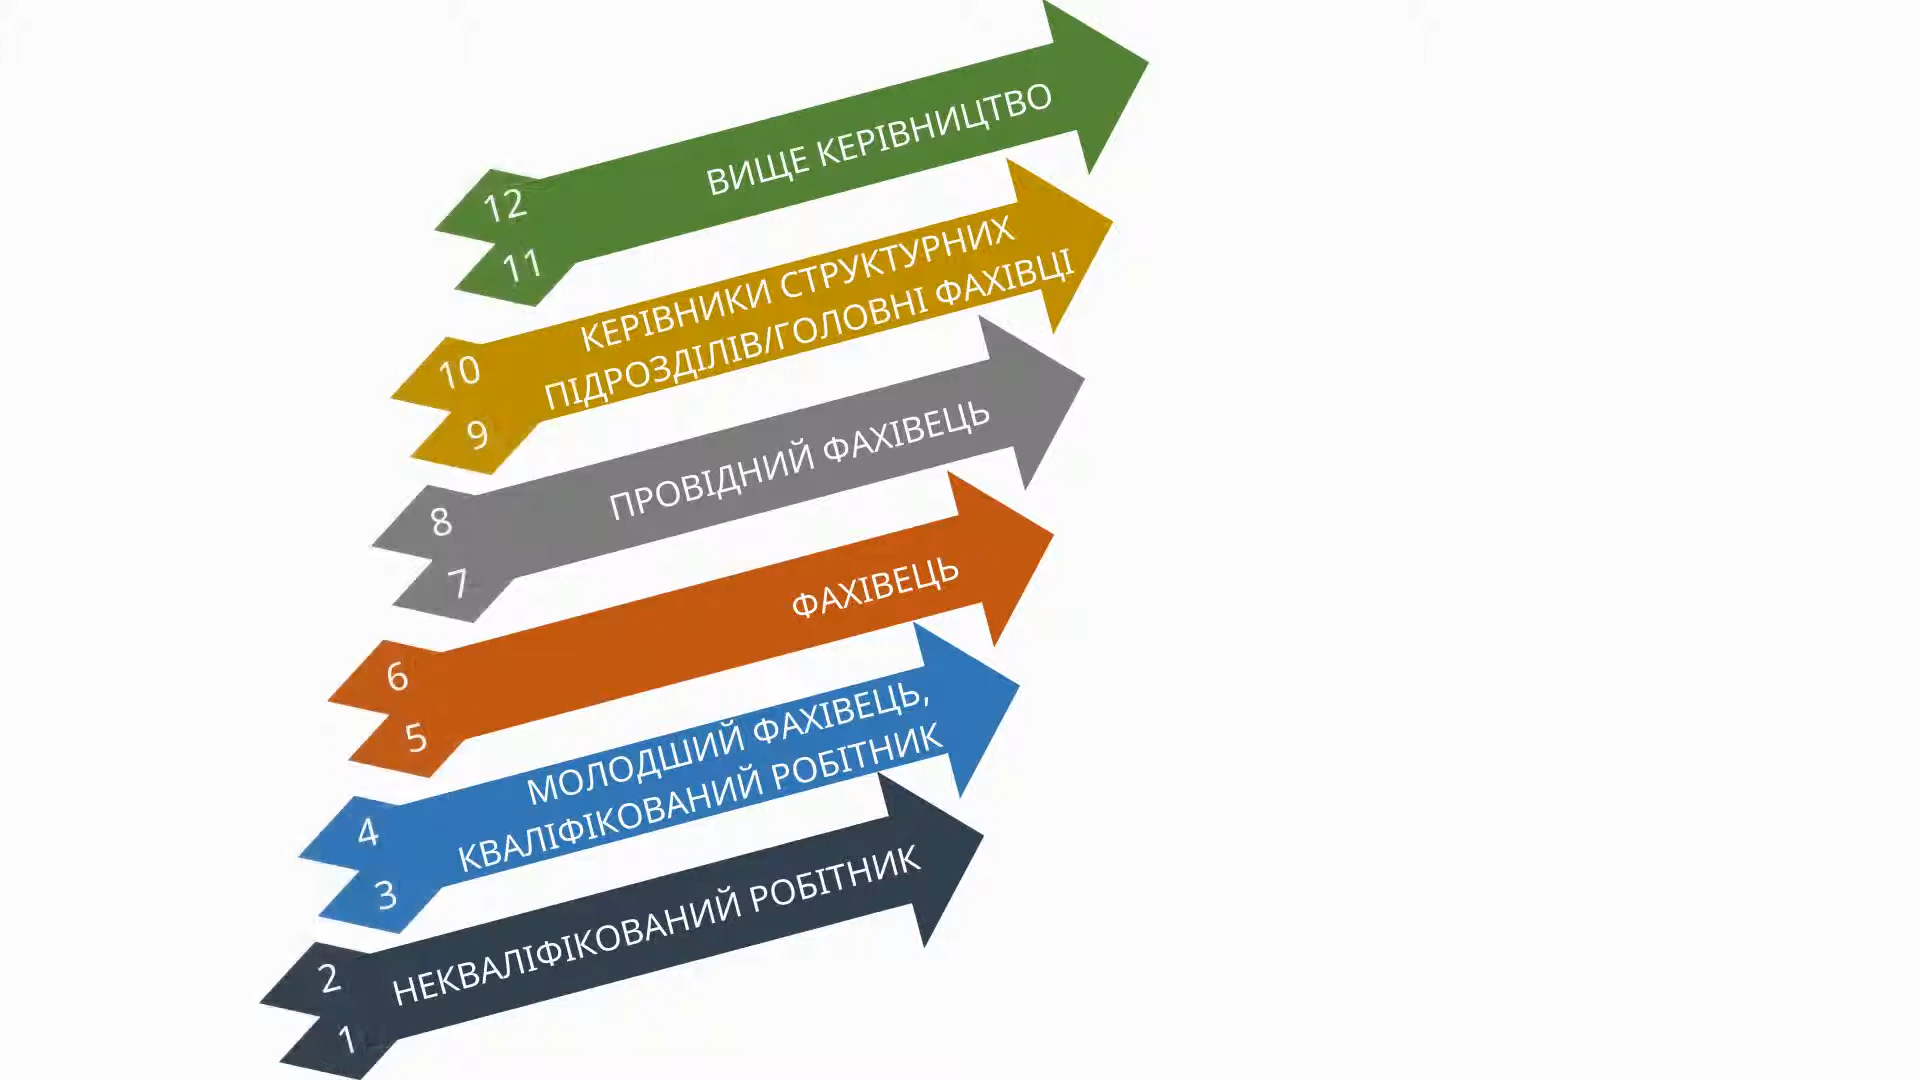 12
11
ВИЩЕ КЕРІВНИЦТВО
10
9
КЕРІВНИКИ СТРУКТУРНИХ
ПІДРОЗДІЛІВ/ГОЛОВНІ ФАХІВЦІ
8
7
ПРОВІДНИЙ ФАХІВЕЦЬ
6
5
ФАХІВЕЦЬ
4
3
МОЛОДШИЙ ФАХІВЕЦЬ,
КВАЛІФІКОВАНИЙ РОБІТНИК
2
1
НЕКВАЛІФІКОВАНИЙ РОБІТНИК